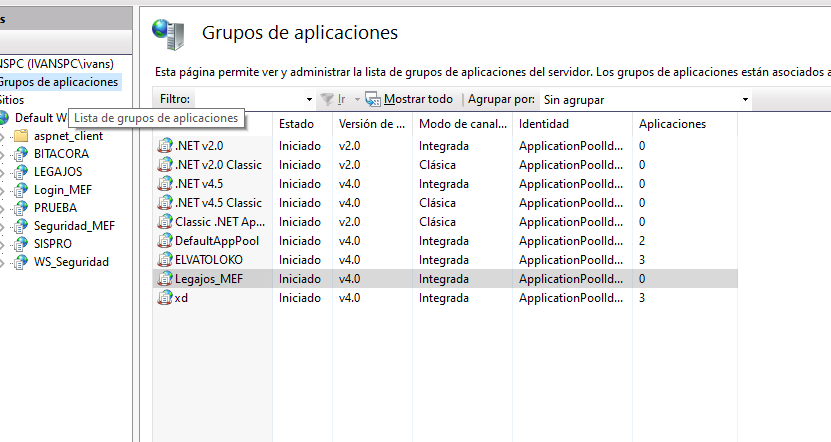 s
NSPC (IVANSPC\ivans)
Grupos de aplicaciones
Sitios
Default W
Lista de grupos de aplicaciones
aspnet_client
BITACORA
LEGAJOS
Login_MEF
PRUEBA
Seguridad_MEF
SISPRO
WS_Seguridad
Grupos de aplicaciones
Esta página permite ver y administrar la lista de grupos de aplicaciones del servidor. Los grupos de aplicaciones están asociados a
Filtro: Ir Mostrar todo Agrupar por: Sin agrupar
Estado Versión de ... Modo de canal... Identidad Aplicaciones
.NET v2.0 Iniciado v2.0 Integrada ApplicationPoolId... 0
.NET v2.0 Classic Iniciado v2.0 Clásica ApplicationPoolId... 0
.NET v4.5 Iniciado v4.0 Integrada ApplicationPoolId... 0
.NET v4.5 Classic Iniciado v4.0 Clásica ApplicationPoolId... 0
Classic .NET Ap... Iniciado v2.0 Clásica ApplicationPoolId... 0
DefaultAppPool Iniciado v4.0 Integrada ApplicationPoolId... 2
ELVATOLOKO Iniciado v4.0 Integrada ApplicationPoolId... 3
Legajos_MEF Iniciado v4.0 Integrada ApplicationPoolId... 0
xd Iniciado v4.0 Integrada ApplicationPoolId... 3